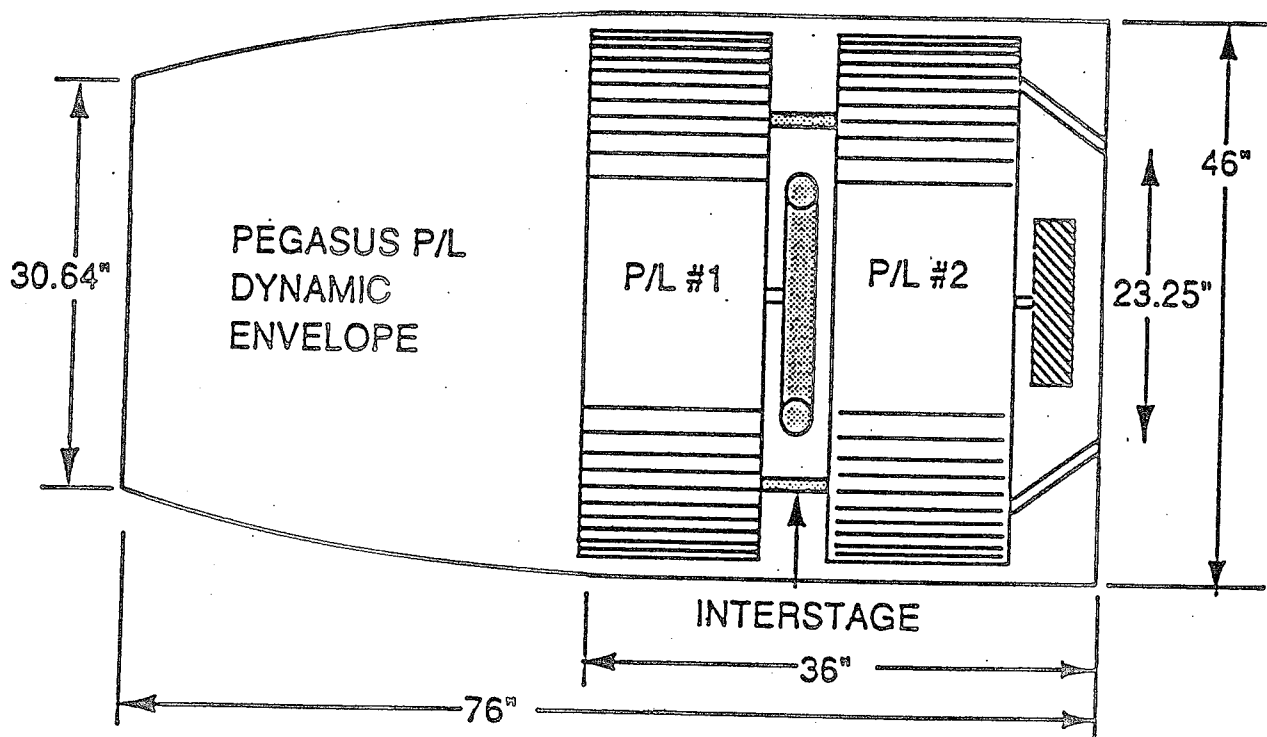 PEGASUS P/L
DYNAMIC
ENVELOPE
30.64"
P/L #1
P/L #2
46"
23.25"
INTERSTAGE
36"
76"